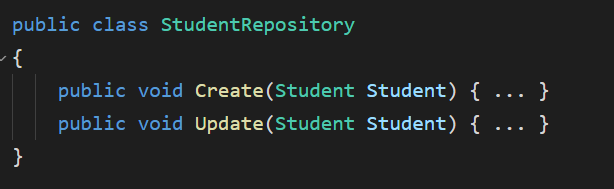 public class StudentRepository
{
public void Create(Student Student) { ... }
public void Update(Student Student) { ... }
}